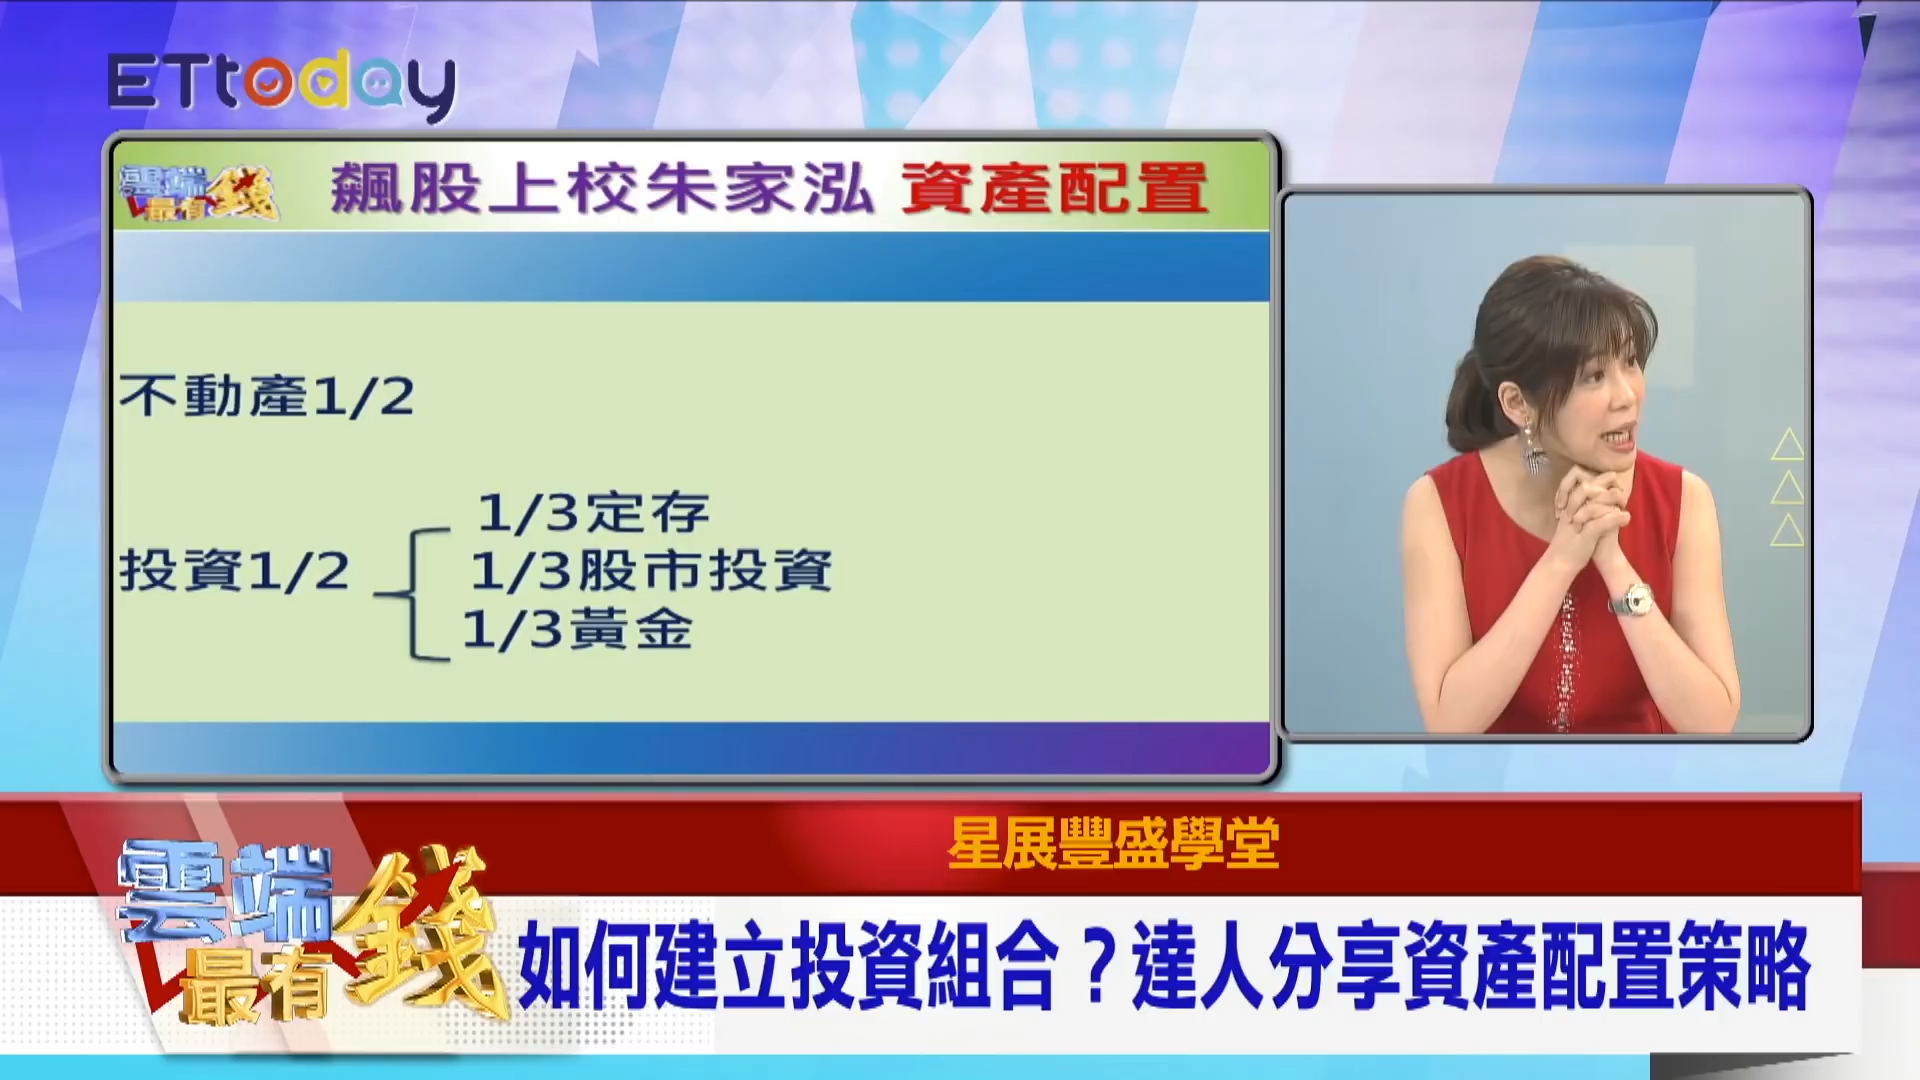 ETtoday
雲端最有錢
飆股上校朱家泓 資產配置
不動產1/2
投資1/2
1/3定存
1/3股市投資
1/3黃金
星展豐盛學堂
雲端最有錢
如何建立投資組合？達人分享資產配置策略